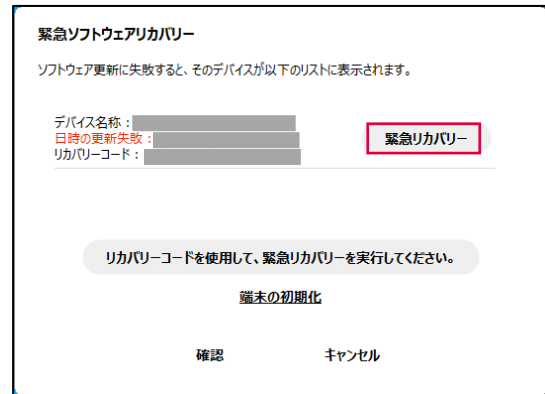 緊急ソフトウェアリカバリー
ソフトウェア更新に失敗すると、そのデバイスが以下のリストに表示されます。
デバイス名称：
日時の更新失敗：
リカバリーコード：
緊急リカバリー
リカバリーコードを使用して、緊急リカバリーを実行してください。
端末の初期化
確認 キャンセル